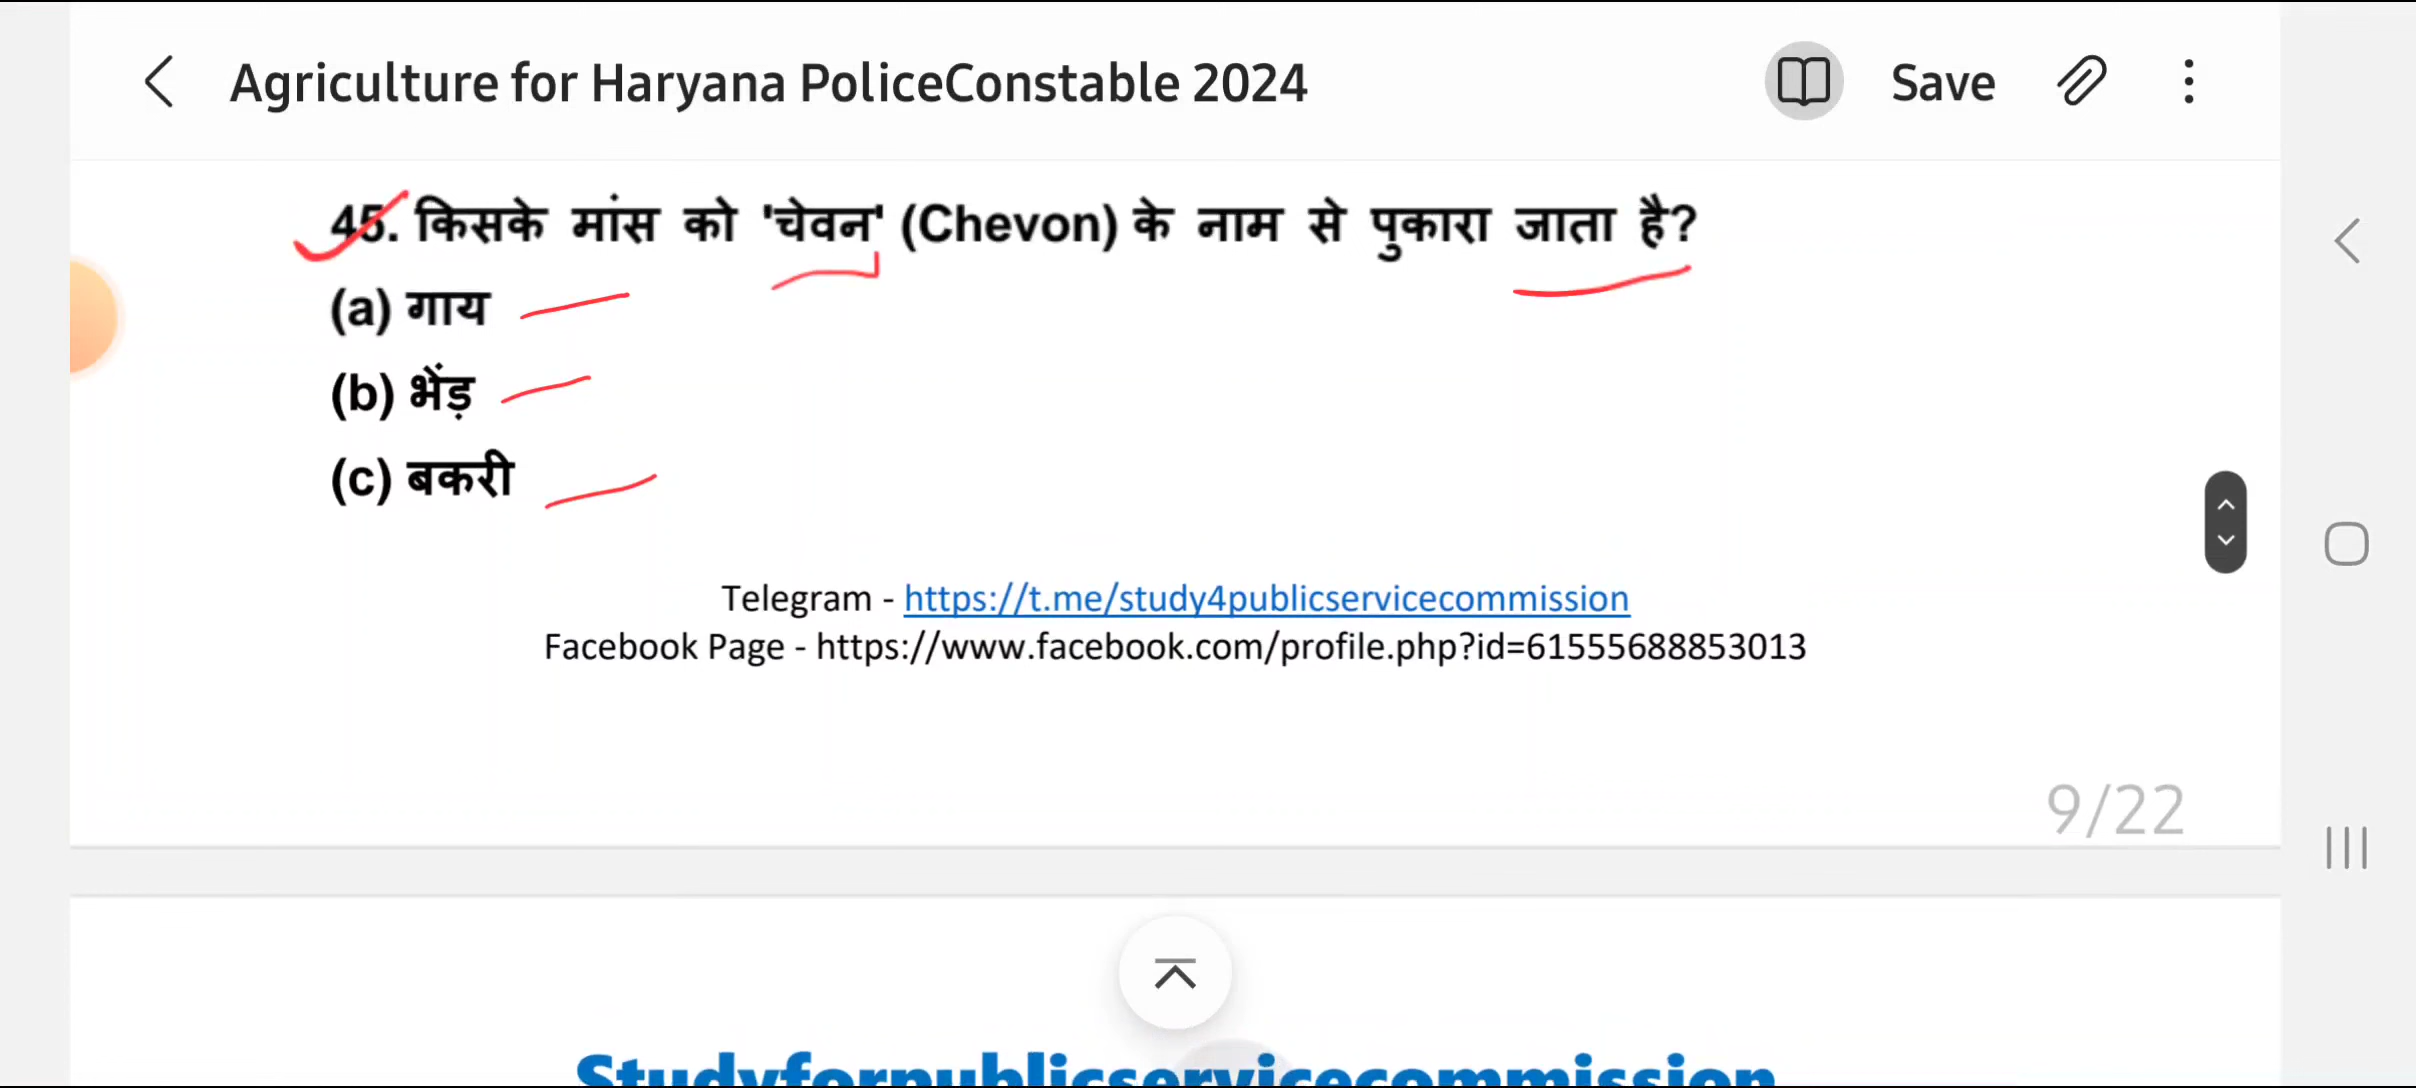 Agriculture for Haryana PoliceConstable 2024
Save
45. किसके मांस को 'चेवन' (Chevon) के नाम से पुकारा जाता है?
(a) गाय
(b) भेंड़
(c) बकरी
Telegram - https://t.me/study4publicservicecommission
Facebook Page - https://www.facebook.com/profile.php?id=61555688853013
9/22
Studyforpublicservicecommission